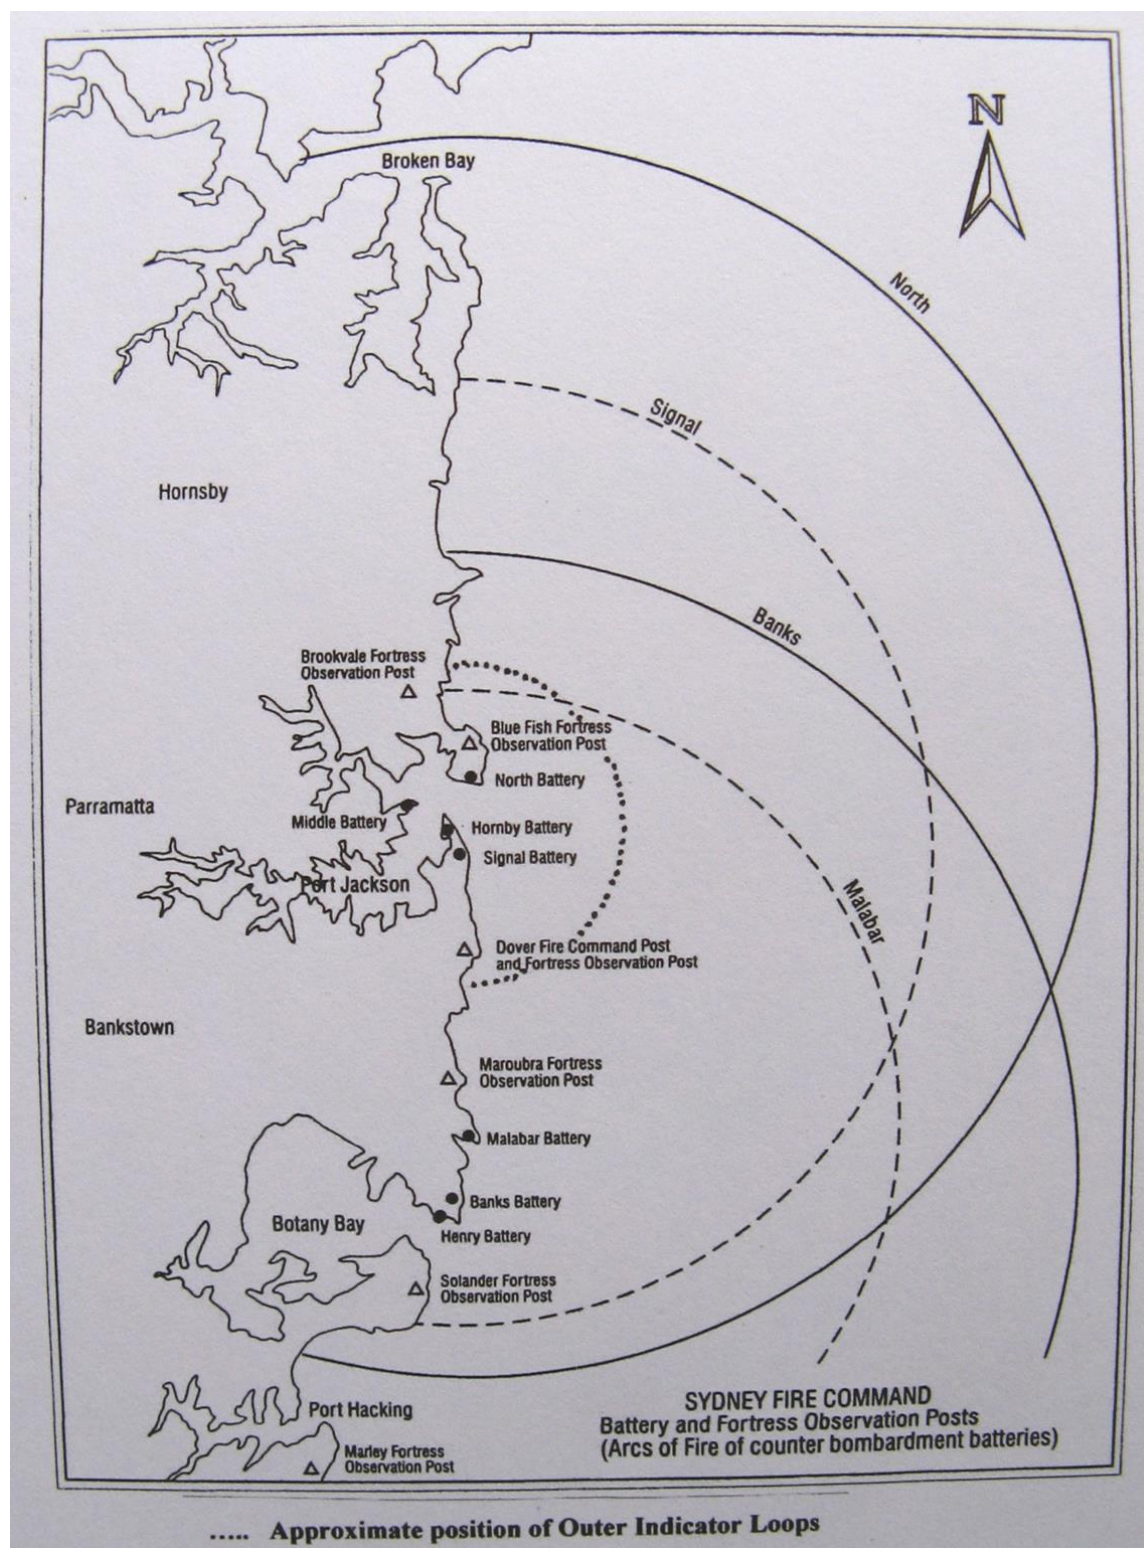 N
Broken Bay
North
Signal
Hornsby
Banks
Brookvale Fortress
Observation Post
Blue Fish Fortress
Observation Post
North Battery
Parramatta
Middle Battery
Hornby Battery
Signal Battery
Port Jackson
Malabar
Dover Fire Command Post
and Fortress Observation Post
Bankstown
Maroubra Fortress
Observation Post
Malabar Battery
Banks Battery
Botany Bay
Henry Battery
Solander Fortress
Observation Post
SYDNEY FIRE COMMAND
Battery and Fortress Observation Posts
(Arcs of Fire of counter bombardment batteries)
Port Hacking
Marley Fortress
Observation Post
..... Approximate position of Outer Indicator Loops